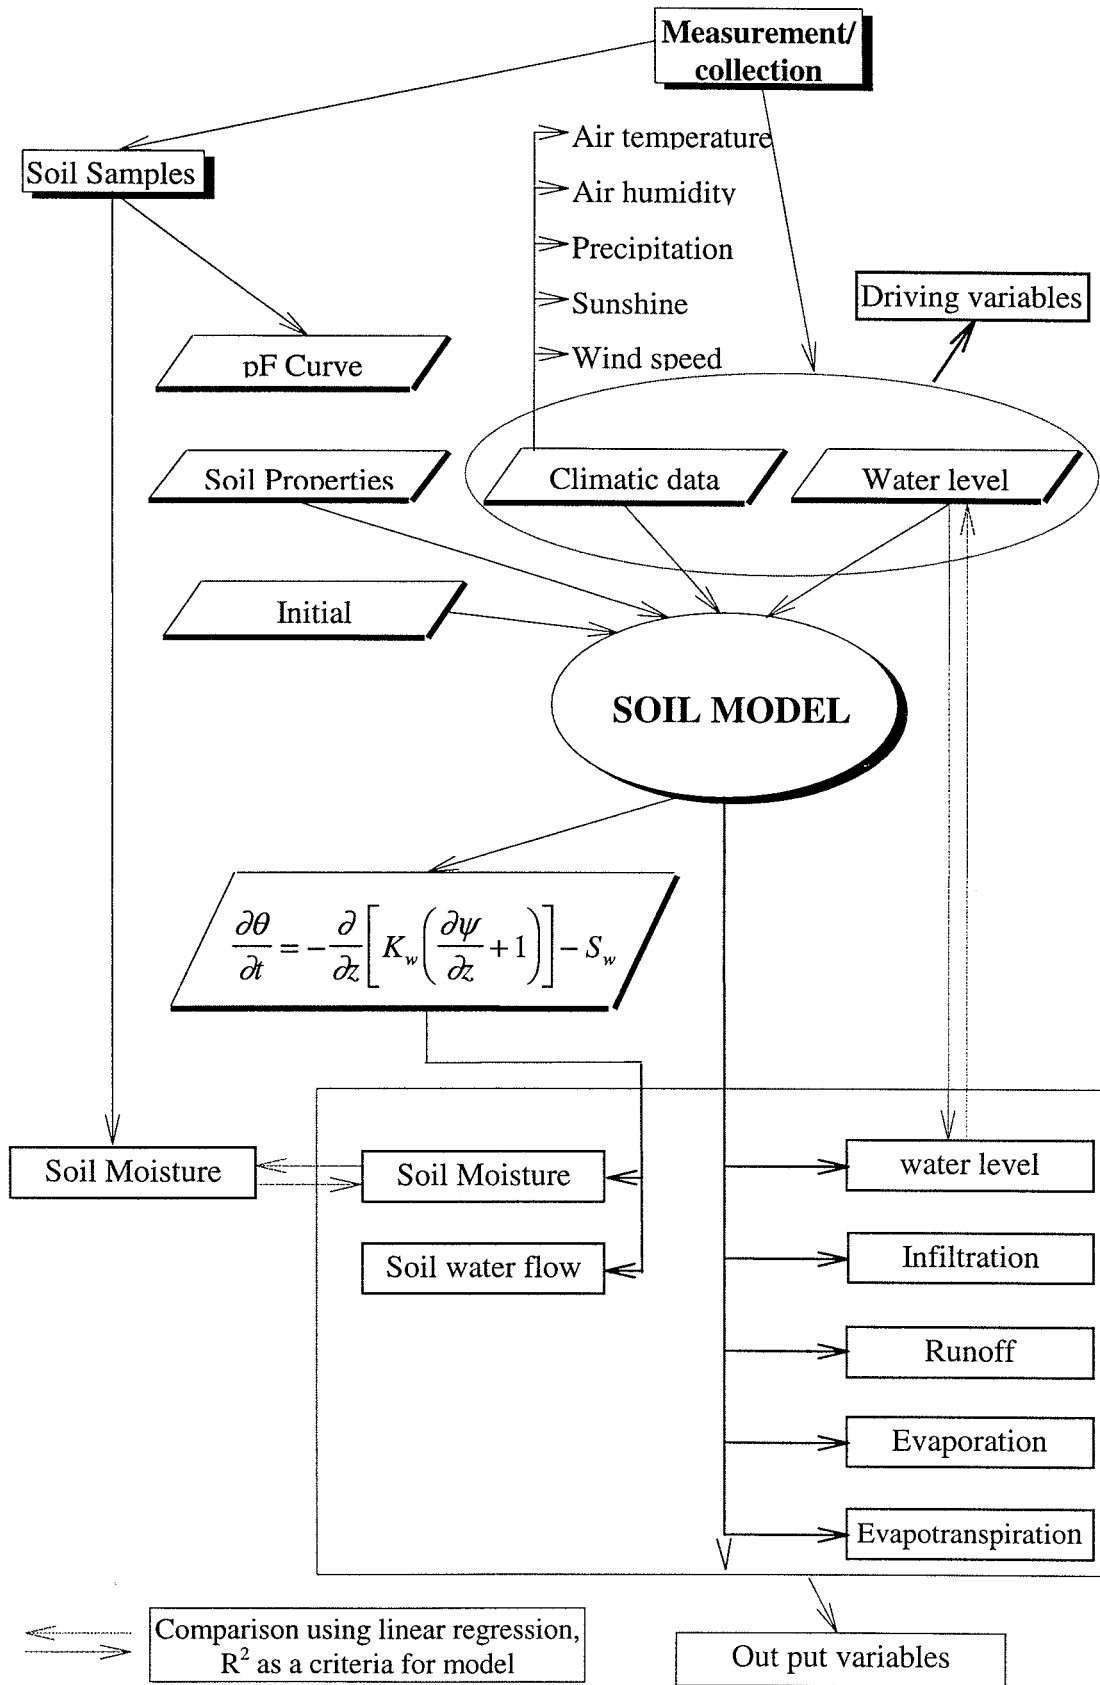 Measurement/
collection
Air temperature
Soil Samples
Air humidity
Precipitation
Driving variables
Sunshine
Wind speed
pF Curve
Soil Properties
Climatic data
Water level
Initial
SOIL MODEL
∂θ/∂t = -∂/∂z[K_w(∂ψ/∂z + 1)] - S_w
Soil Moisture
Soil Moisture
water level
Soil water flow
Infiltration
Runoff
Evaporation
Evapotranspiration
Comparison using linear regression,
R² as a criteria for model
Out put variables